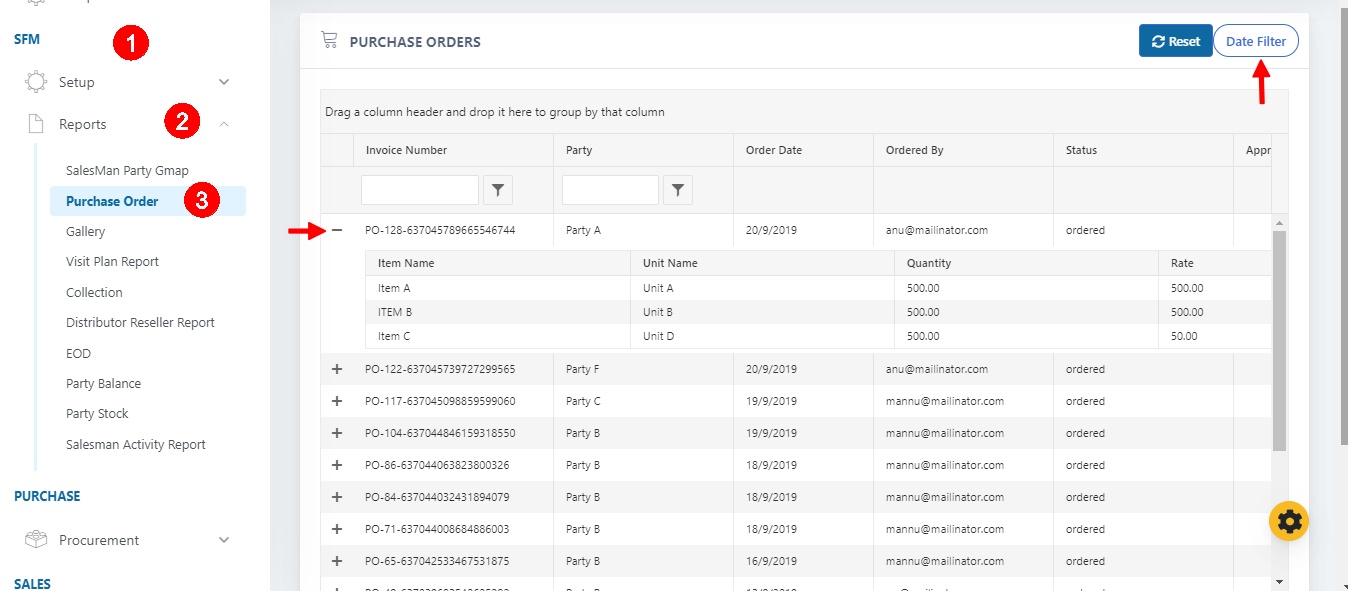 SFM
1
Setup
Reports
2
SalesMan Party Gmap
Purchase Order
3
Gallery
Visit Plan Report
Collection
Distributor Reseller Report
EOD
Party Balance
Party Stock
Salesman Activity Report
PURCHASE
Procurement
SALES
PURCHASE ORDERS
Reset
Date Filter
Drag a column header and drop it here to group by that column
Invoice Number Party Order Date Ordered By Status Appr
PO-128-637045789665546744 Party A 20/9/2019 anu@mailinator.com ordered
Item Name Unit Name Quantity Rate
Item A Unit A 500.00 500.00
ITEM B Unit B 500.00 500.00
Item C Unit D 500.00 50.00
PO-122-637045739727299565 Party F 20/9/2019 anu@mailinator.com ordered
PO-117-637045098859599060 Party C 19/9/2019 mannu@mailinator.com ordered
PO-104-637044846159318550 Party B 19/9/2019 mannu@mailinator.com ordered
PO-86-637044063823800326 Party B 18/9/2019 mannu@mailinator.com ordered
PO-84-637044032431894079 Party B 18/9/2019 mannu@mailinator.com ordered
PO-71-637044008684886003 Party B 18/9/2019 mannu@mailinator.com ordered
PO-65-637042533467531875 Party B 16/9/2019 mannu@mailinator.com ordered